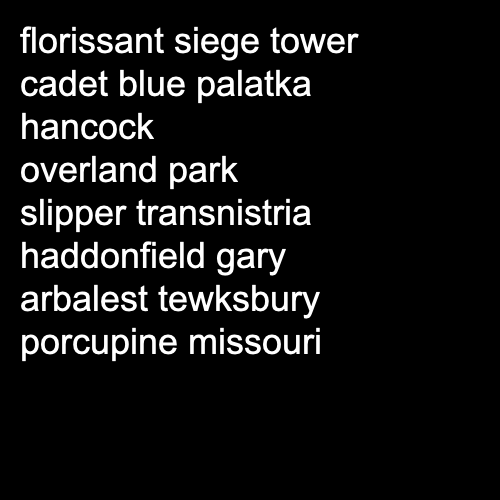 florissant siege tower
cadet blue palatka
hancock
overland park
slipper transnistria
haddonfield gary
arbalest tewksbury
porcupine missouri